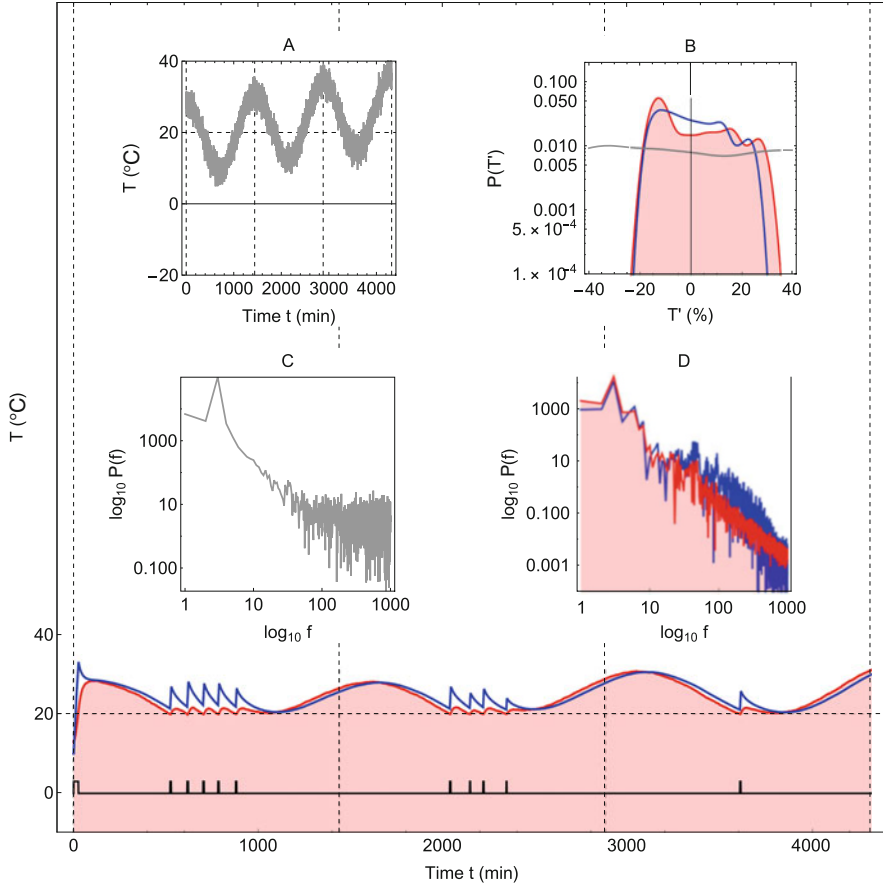 A
B
40
20
0
−20
T (°C)
0 1000 2000 3000 4000
Time t (min)
0.100
0.050
0.010
0.005
0.001
5. × 10⁻⁴
1. × 10⁻⁴
P(T')
−40 −20 0 20 40
T' (%)
C
D
1000
10
0.100
log₁₀ P(f)
1 10 100 1000
log₁₀ f
1000
10
0.100
0.001
log₁₀ P(f)
1 10 100 1000
log₁₀ f
T (°C)
40
20
0
0 1000 2000 3000 4000
Time t (min)